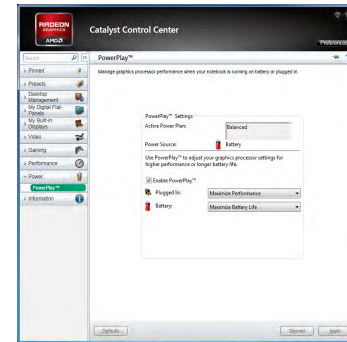 RADEON
GRAPHICS
AMD
Catalyst Control Center
Preferences
Search
PowerPlay™
Manage graphics processor performance when your notebook is running on battery or plugged in.
Pinned
Presets
Desktop
Management
My Digital Flat-
Panels
My Built-in
Displays
Video
Gaming
Performance
Power
PowerPlay™
Information
PowerPlay™ Settings
Active Power Plan:
Balanced
Power Source:
Battery
Use PowerPlay™ to adjust your graphics processor settings for
higher performance or longer battery life.
Enable PowerPlay™
Plugged In:
Maximize Performance
Battery:
Maximize Battery Life
Defaults
Discard
Apply